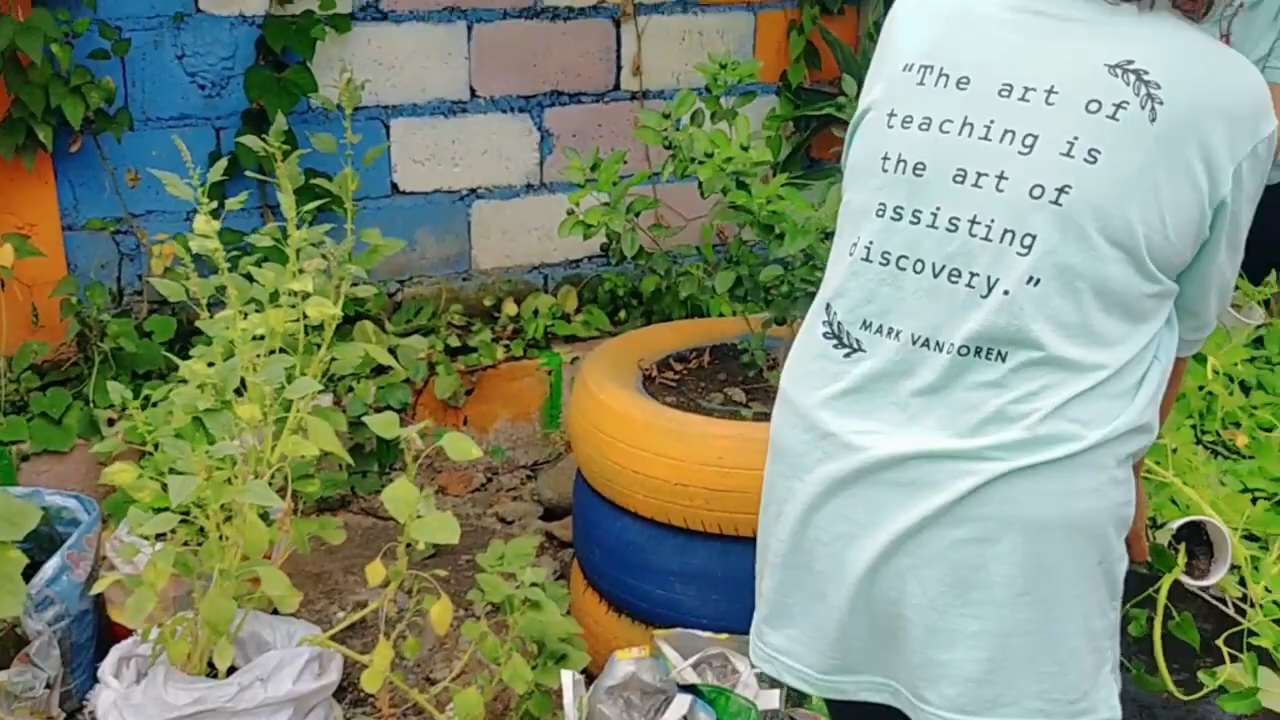 “The art of
teaching is
the art of
assisting
discovery.”
MARK VANDOREN